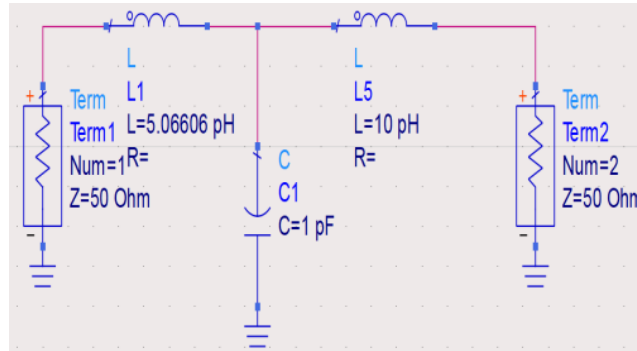 L
L1
L=5.06606 pH
R=
L
L5
L=10 pH
R=
+
Term
Term1
Num=1
Z=50 Ohm
-
C
C1
C=1 pF
+
Term
Term2
Num=2
Z=50 Ohm
-